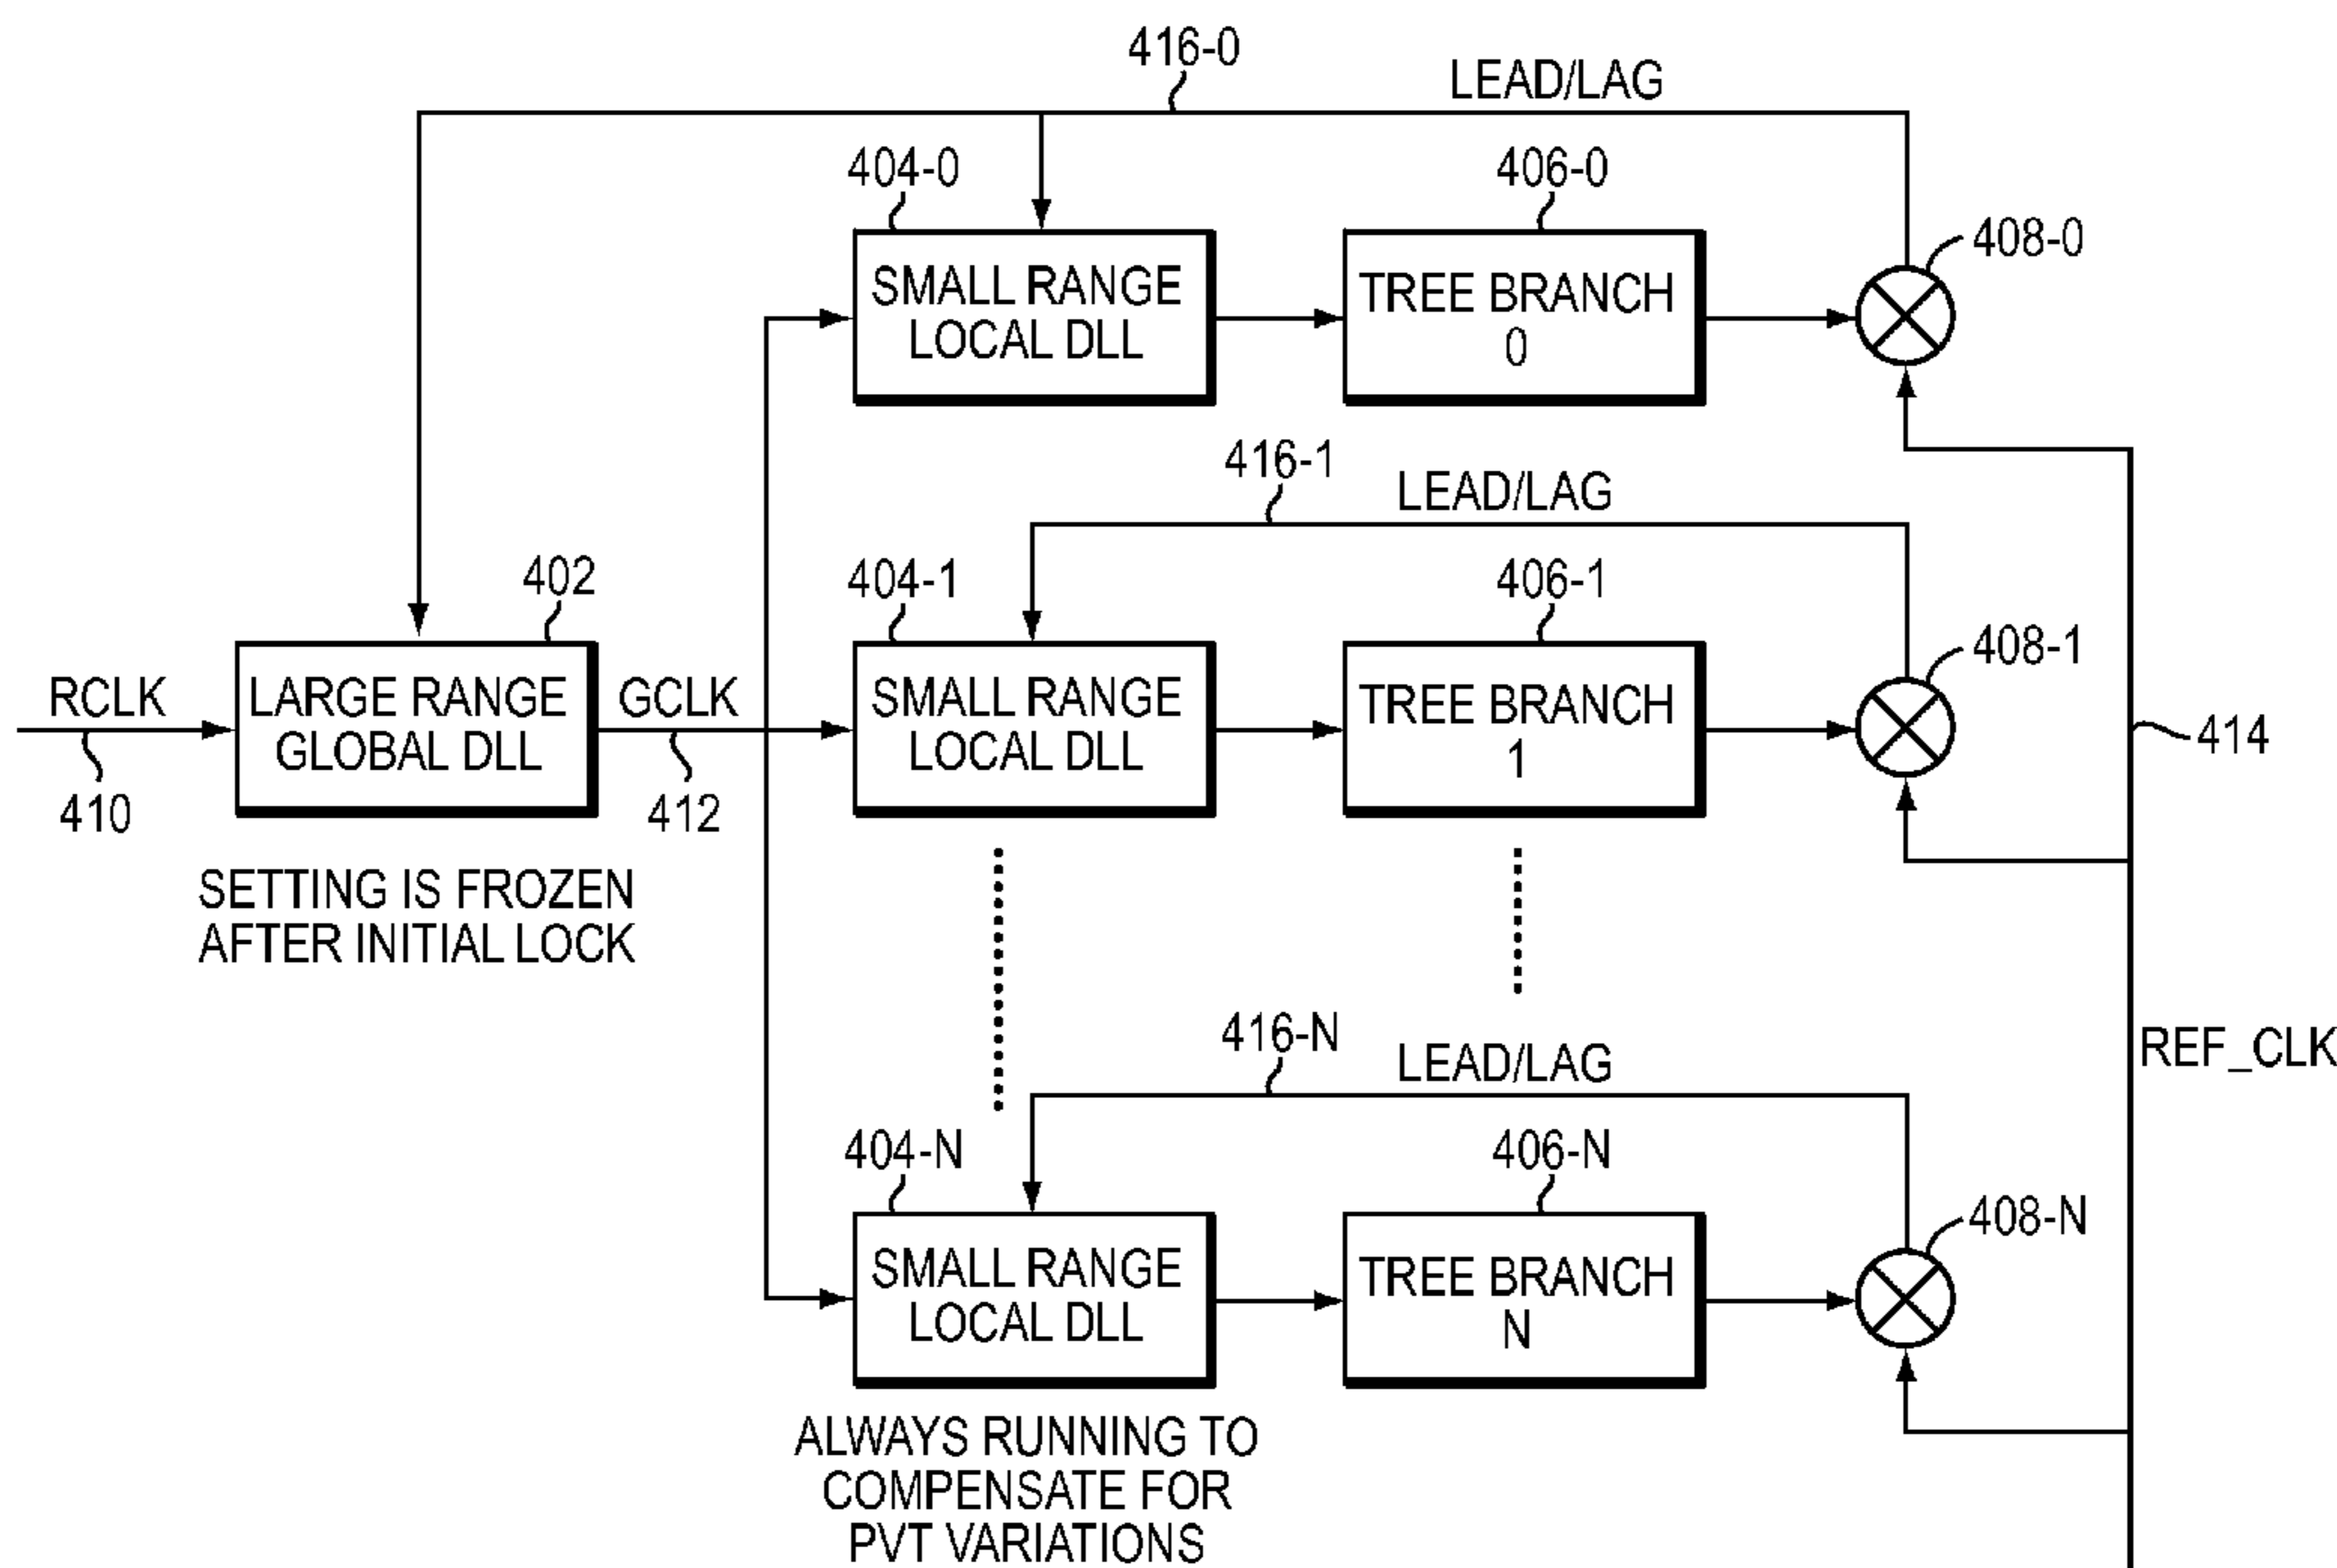 416-0
LEAD/LAG
404-0
406-0
408-0
SMALL RANGE
LOCAL DLL
TREE BRANCH
0
416-1
LEAD/LAG
402
404-1
406-1
408-1
RCLK
LARGE RANGE
GLOBAL DLL
GCLK
SMALL RANGE
LOCAL DLL
TREE BRANCH
1
414
410
412
SETTING IS FROZEN
AFTER INITIAL LOCK
416-N
LEAD/LAG
REF_CLK
404-N
406-N
408-N
SMALL RANGE
LOCAL DLL
TREE BRANCH
N
ALWAYS RUNNING TO
COMPENSATE FOR
PVT VARIATIONS